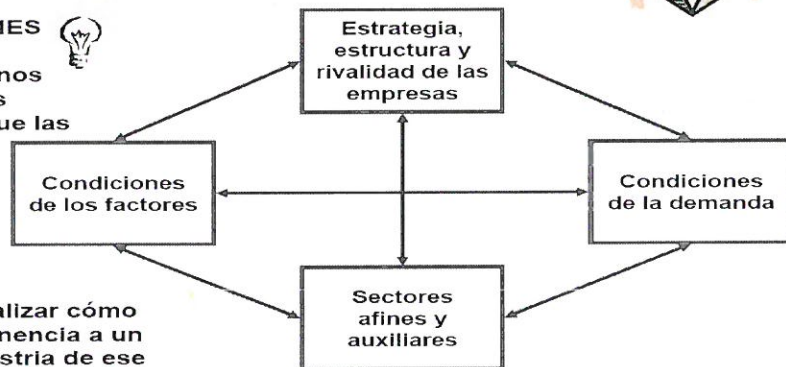 MES
Estrategia,
estructura y
rivalidad de las
empresas
nos
s
ue las
Condiciones
de los factores
Condiciones
de la demanda
Sectores
afines y
auxiliares
alizar cómo
nencia a un
stria de ese